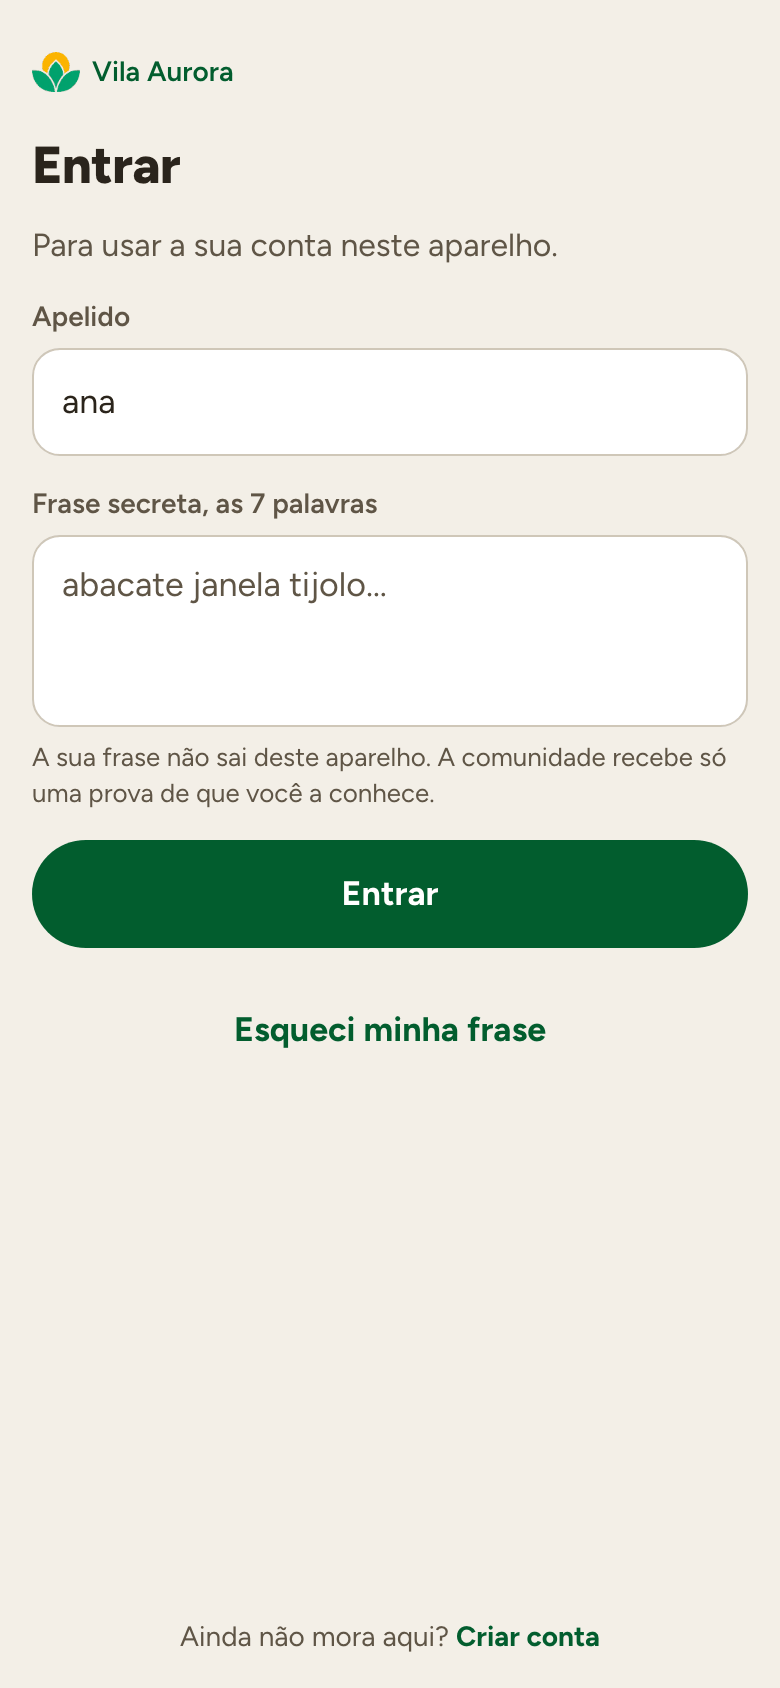 Vila Aurora
Entrar
Para usar a sua conta neste aparelho.
Apelido
ana
Frase secreta, as 7 palavras
abacate janela tijolo...
A sua frase não sai deste aparelho. A comunidade recebe só
uma prova de que você a conhece.
Entrar
Esqueci minha frase
Ainda não mora aqui? Criar conta